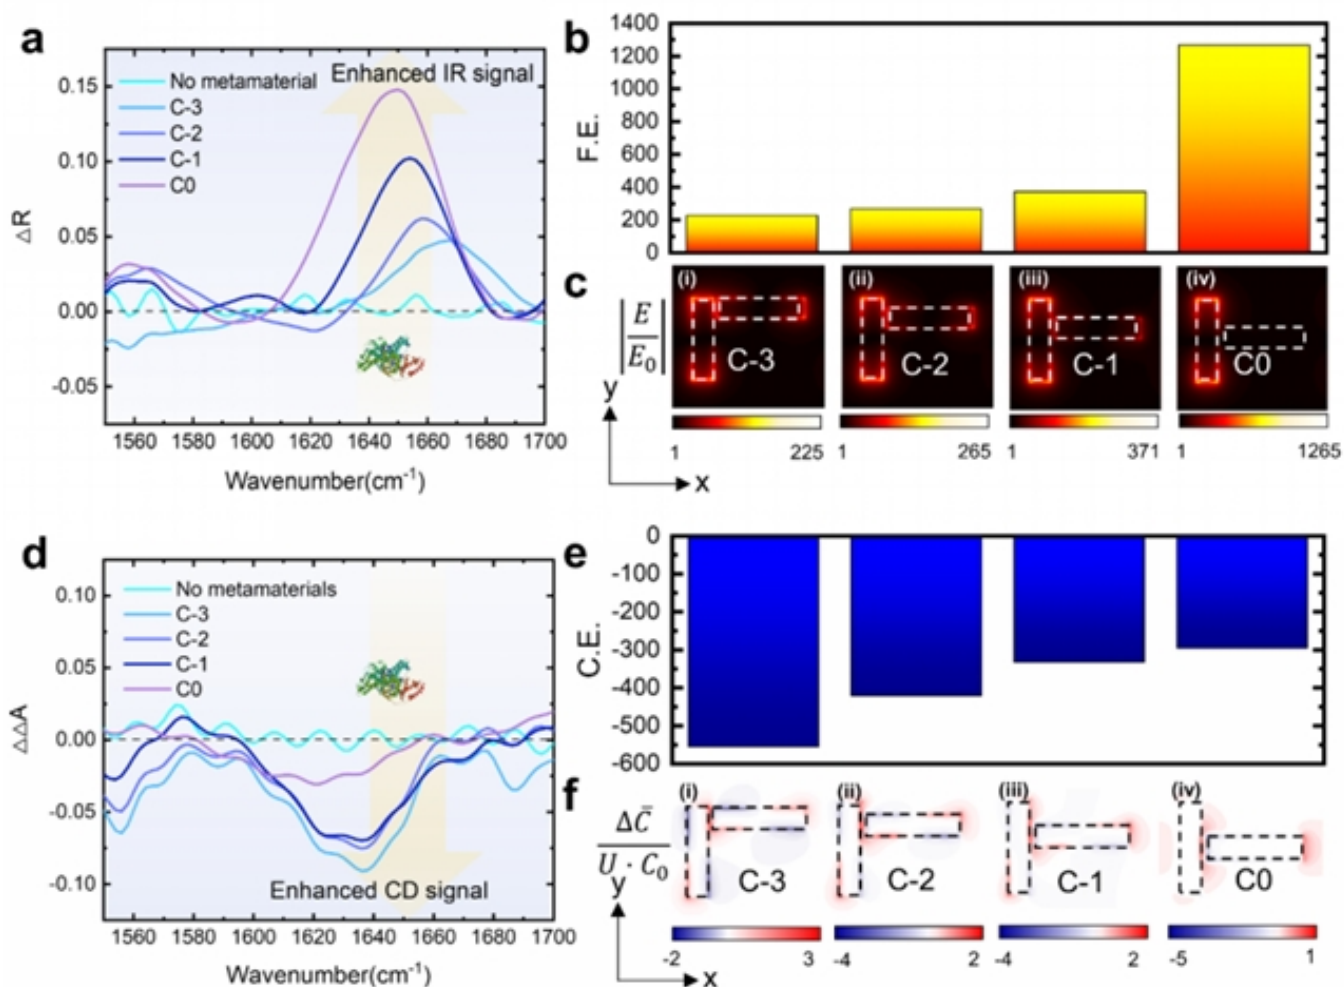 a
Enhanced IR signal
No metamaterial
C-3
C-2
C-1
C0
0.15
0.10
0.05
0.00
-0.05
ΔR
1560 1580 1600 1620 1640 1660 1680 1700
Wavenumber(cm⁻¹)
b
1400
1200
1000
800
600
400
200
0
F.E.
c
|E/E₀|
(i) (ii) (iii) (iv)
C-3 C-2 C-1 C0
1 225 1 265 1 371 1 1265
y
x
d
No metamaterials
C-3
C-2
C-1
C0
0.10
0.05
0.00
-0.05
-0.10
ΔΔA
Enhanced CD signal
1560 1580 1600 1620 1640 1660 1680 1700
Wavenumber(cm⁻¹)
e
0
-100
-200
-300
-400
-500
-600
C.E.
f
ΔC̄
U · C₀
(i) (ii) (iii) (iv)
C-3 C-2 C-1 C0
-2 3 -4 2 -4 2 -5 1
y
x